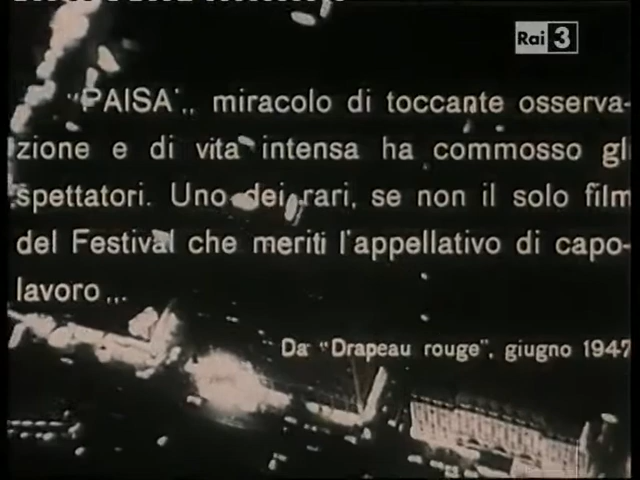 Rai 3
"PAISA'„ miracolo di toccante osserva-
zione e di vita intensa ha commosso gli
spettatori. Uno dei rari, se non il solo film
del Festival che meriti l'appellativo di capo-
lavoro„.
Da "Drapeau rouge", giugno 1947